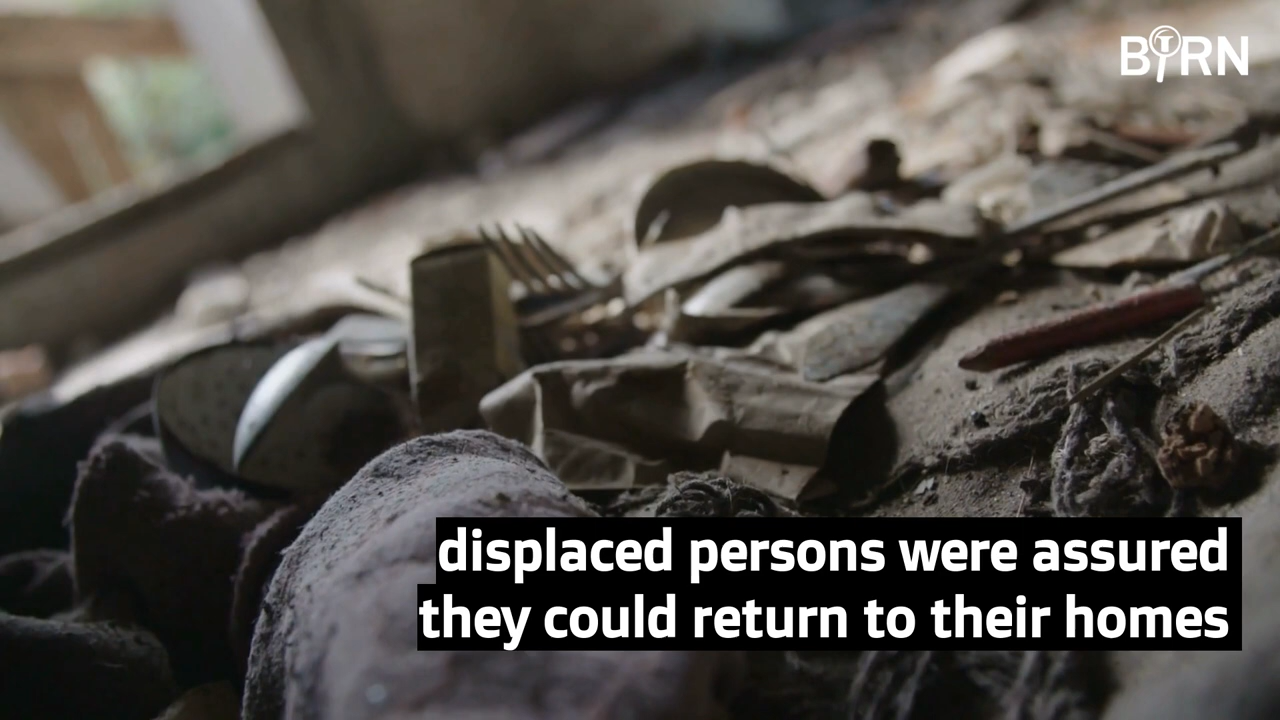 BIRN
displaced persons were assured
they could return to their homes